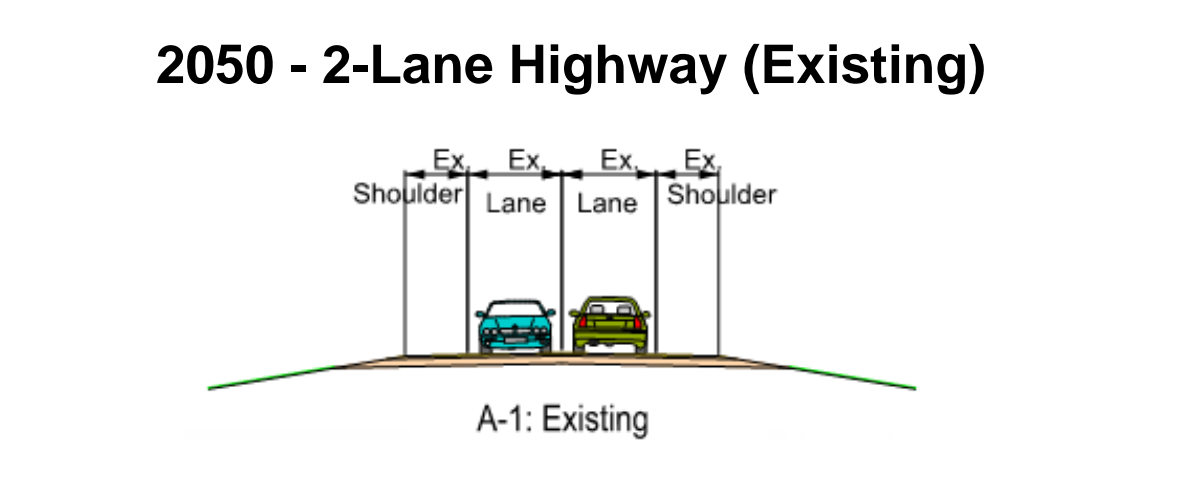 2050 - 2-Lane Highway (Existing)
Ex. Ex. Ex. Ex.
Shoulder Lane Lane Shoulder
A-1: Existing